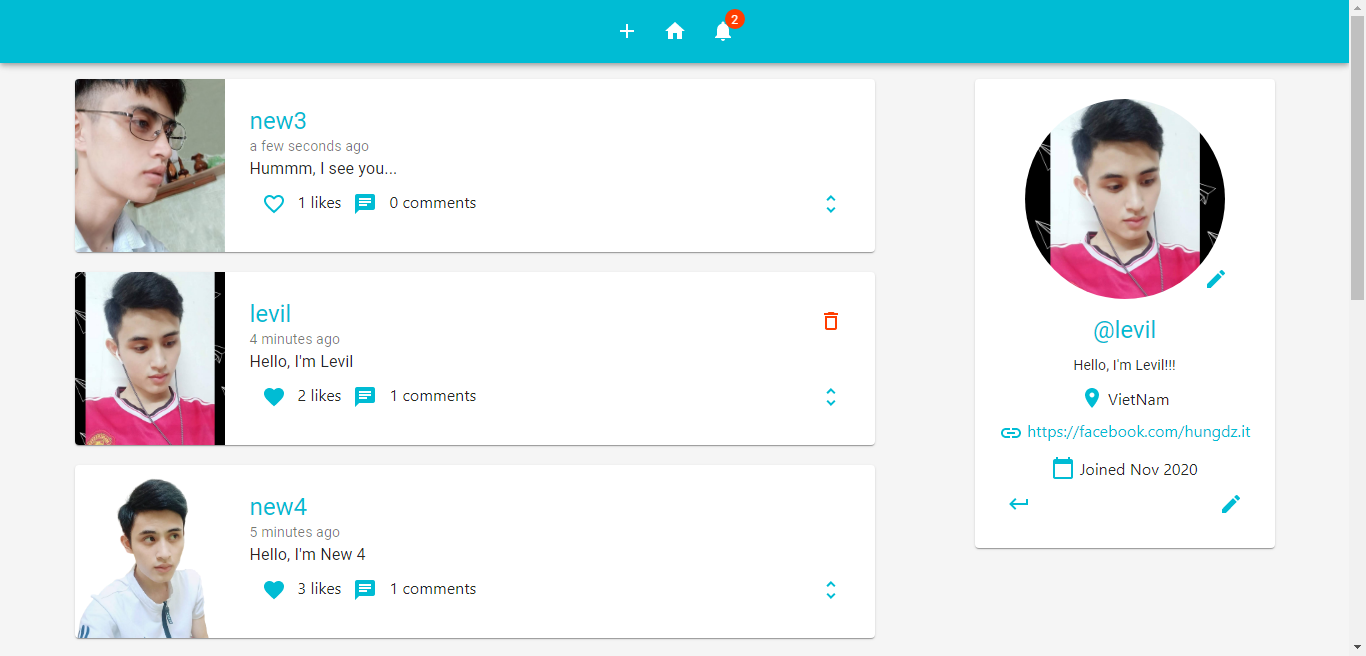 2
new3
a few seconds ago
Hummm, I see you...
1 likes 0 comments
levil
4 minutes ago
Hello, I'm Levil
2 likes 1 comments
new4
5 minutes ago
Hello, I'm New 4
3 likes 1 comments
@levil
Hello, I'm Levil!!!
VietNam
https://facebook.com/hungdz.it
Joined Nov 2020